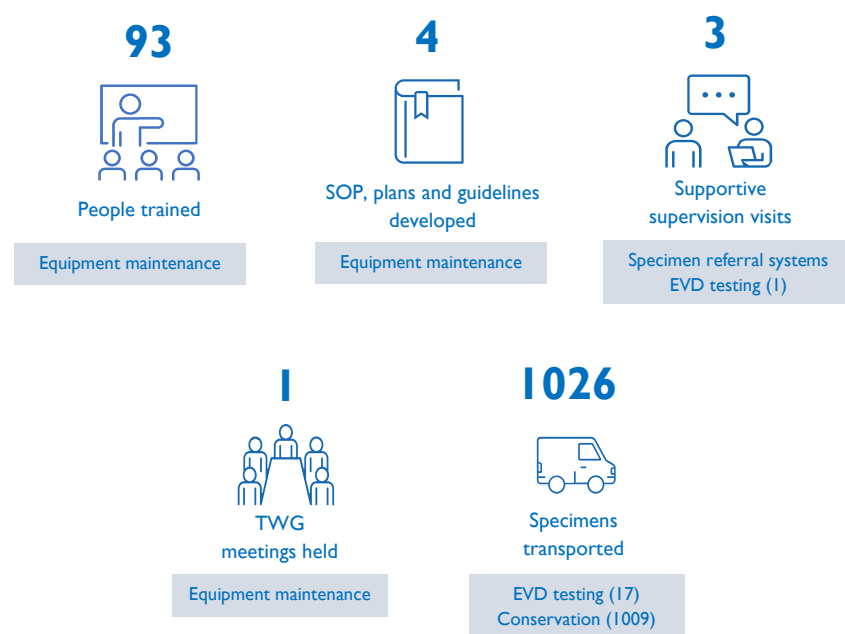 93
People trained
Equipment maintenance
4
SOP, plans and guidelines
developed
Equipment maintenance
3
Supportive
supervision visits
Specimen referral systems
EVD testing (1)
1
TWG
meetings held
Equipment maintenance
1026
Specimens
transported
EVD testing (17)
Conservation (1009)